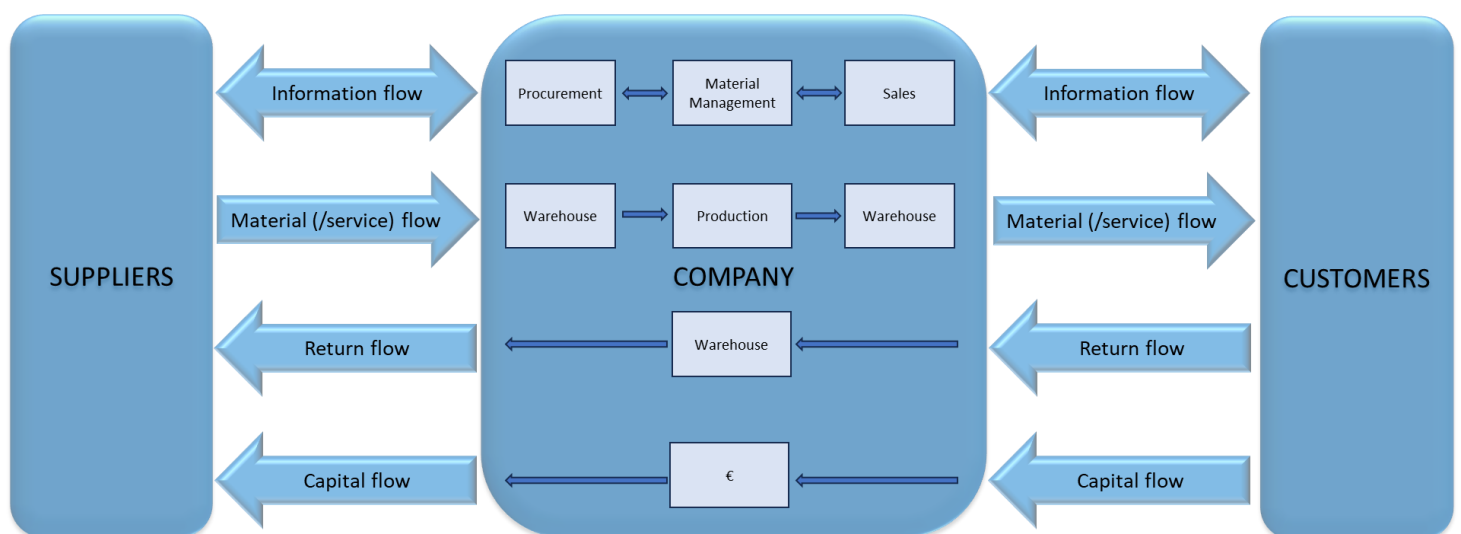 Information flow
Procurement
Material
Management
Sales
Information flow
Material (/service) flow
Warehouse
Production
Warehouse
Material (/service) flow
SUPPLIERS
COMPANY
CUSTOMERS
Return flow
Warehouse
Return flow
Capital flow
€
Capital flow